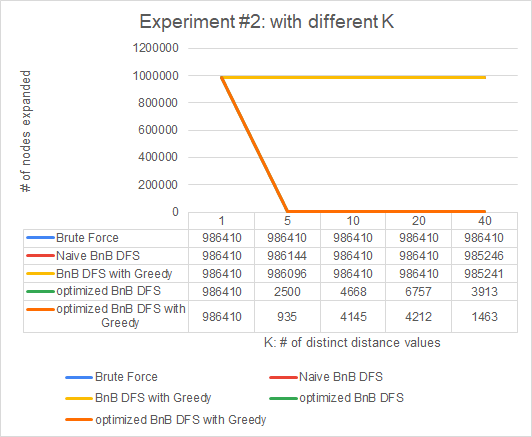 Experiment #2: with different K
# of nodes expanded
1200000
1000000
800000
600000
400000
200000
0
1 5 10 20 40
Brute Force 986410 986410 986410 986410 986410
Naive BnB DFS 986410 986144 986410 986410 985246
BnB DFS with Greedy 986410 986096 986410 986410 985241
optimized BnB DFS 986410 2500 4668 6757 3913
optimized BnB DFS with
Greedy 986410 935 4145 4212 1463
K: # of distinct distance values
Brute Force Naive BnB DFS
BnB DFS with Greedy optimized BnB DFS
optimized BnB DFS with Greedy